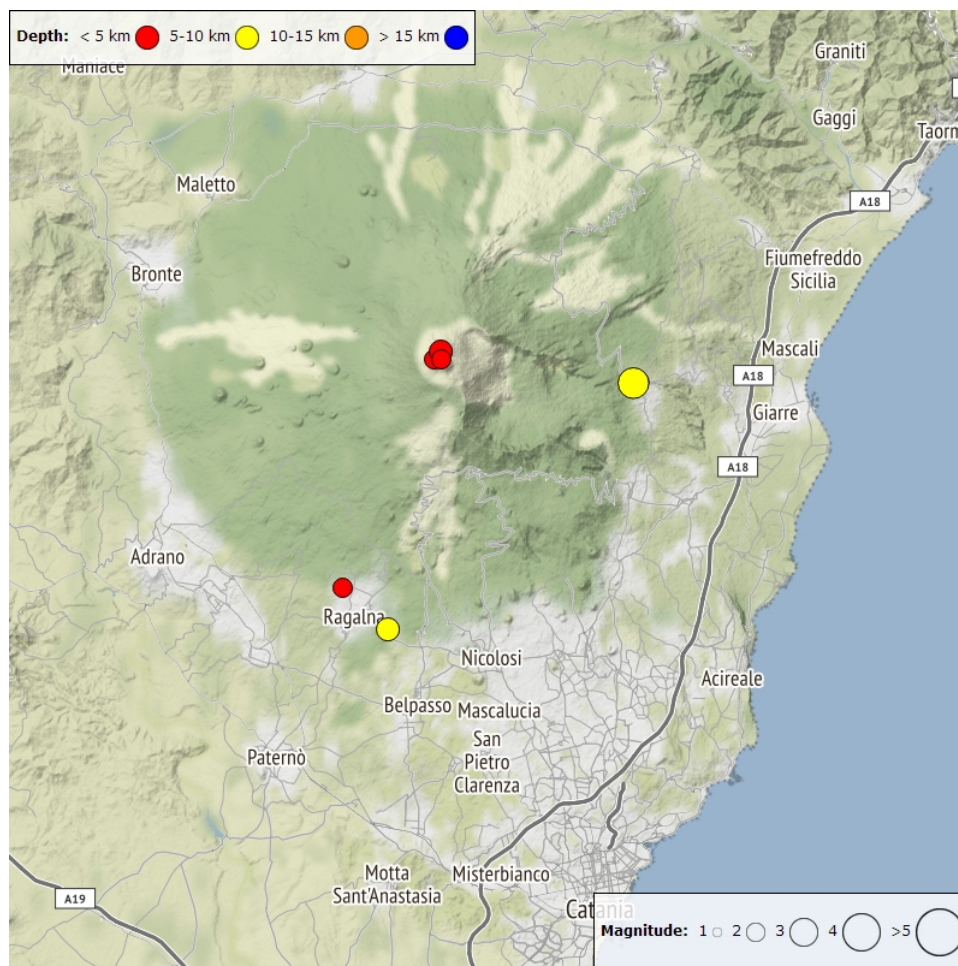 Depth: < 5 km 5-10 km 10-15 km > 15 km
Maniace
Graniti
Gaggi
Taorm
Maletto
A18
Bronte
Fiumefreddo
Sicilia
Mascali
A18
Giarre
A18
Adrano
Ragalna
Nicolosi
Acireale
Belpasso
Mascalucia
San
Pietro
Clarenza
Paternò
Motta
Sant'Anastasia
Misterbianco
A19
Catania
Magnitude: 1 2 3 4 >5